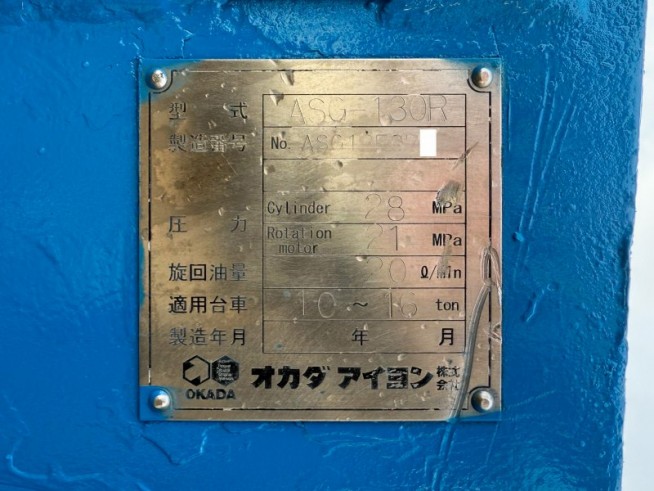 型 式 ASG-130R
製造番号 No.
圧 力 Cylinder 28 MPa
Rotation motor 21 MPa
旋回油量 ℓ/min
適用台車 10～16 ton
製造年月 年 月
OKADA オカダ アイヨン 株式会社